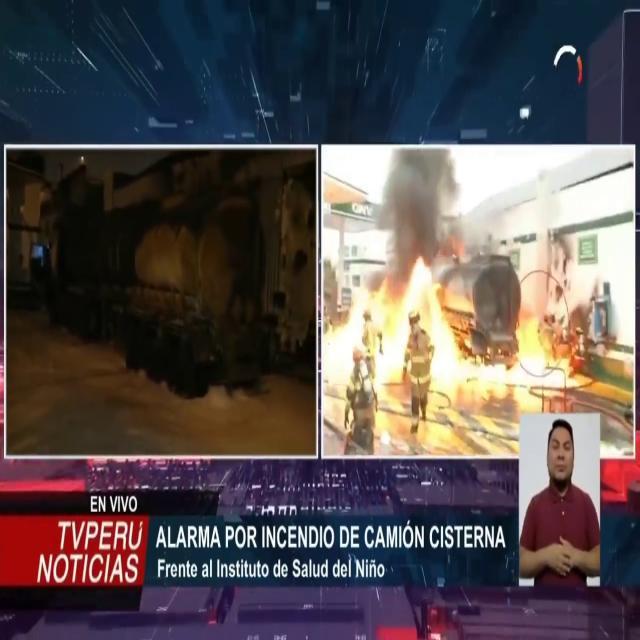 EN VIVO
TVPERÚ
NOTICIAS
ALARMA POR INCENDIO DE CAMIÓN CISTERNA
Frente al Instituto de Salud del Niño